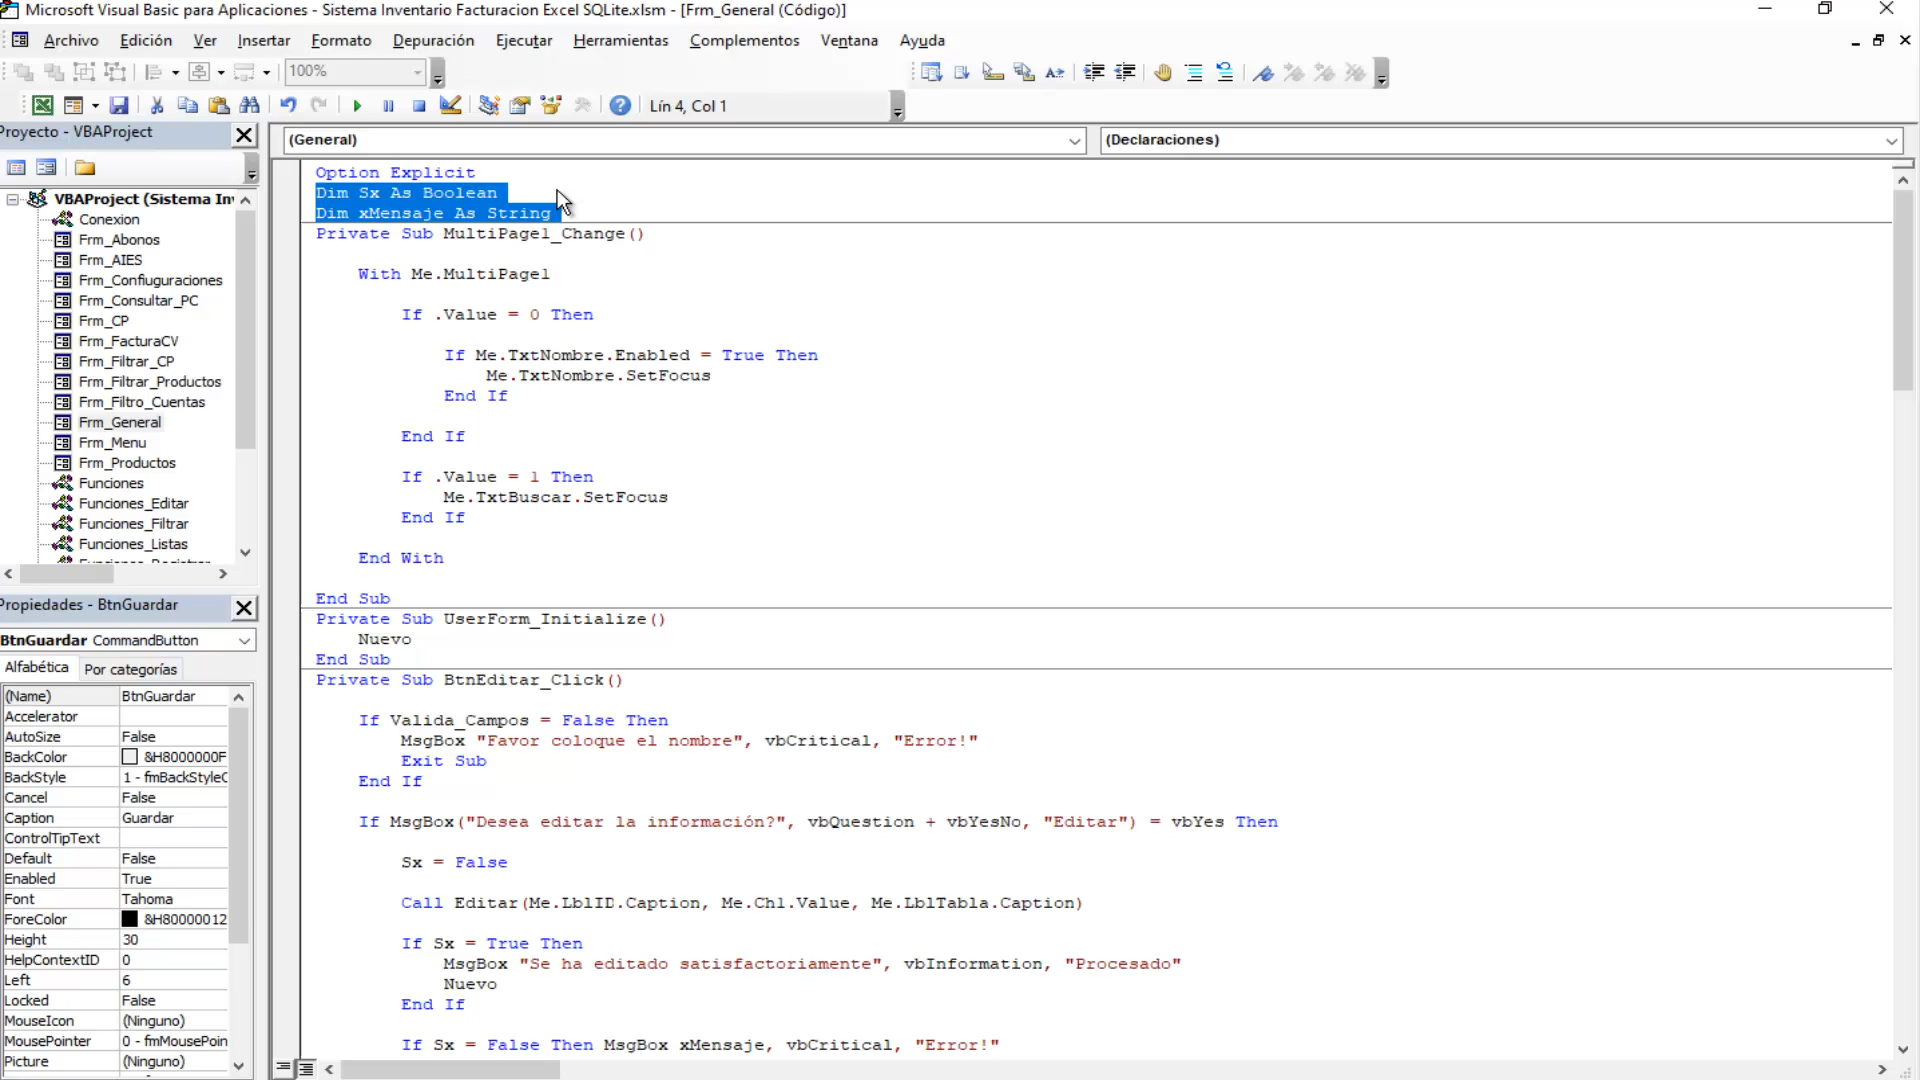 Microsoft Visual Basic para Aplicaciones - Sistema Inventario Facturacion Excel SQLite.xlsm - [Frm_General (Código)]
Archivo Edición Ver Insertar Formato Depuración Ejecutar Herramientas Complementos Ventana Ayuda
100%
Lín 4, Col 1
Proyecto - VBAProject
VBAProject (Sistema Inv
Conexion
Frm_Abonos
Frm_AIES
Frm_Confiuguraciones
Frm_Consultar_PC
Frm_CP
Frm_FacturaCV
Frm_Filtrar_CP
Frm_Filtrar_Productos
Frm_Filtro_Cuentas
Frm_General
Frm_Menu
Frm_Productos
Funciones
Funciones_Editar
Funciones_Filtrar
Funciones_Listas
Propiedades - BtnGuardar
BtnGuardar CommandButton
Alfabética Por categorías
(Name) BtnGuardar
Accelerator
AutoSize False
BackColor &H8000000F
BackStyle 1 - fmBackStyleO
Cancel False
Caption Guardar
ControlTipText
Default False
Enabled True
Font Tahoma
ForeColor &H80000012
Height 30
HelpContextID 0
Left 6
Locked False
MouseIcon (Ninguno)
MousePointer 0 - fmMousePoin
Picture (Ninguno)
(General) (Declaraciones)
Option Explicit
Dim Sx As Boolean
Dim xMensaje As String
Private Sub MultiPage1_Change()
With Me.MultiPage1
If .Value = 0 Then
If Me.TxtNombre.Enabled = True Then
Me.TxtNombre.SetFocus
End If
End If
If .Value = 1 Then
Me.TxtBuscar.SetFocus
End If
End With
End Sub
Private Sub UserForm_Initialize()
Nuevo
End Sub
Private Sub BtnEditar_Click()
If Valida_Campos = False Then
MsgBox "Favor coloque el nombre", vbCritical, "Error!"
Exit Sub
End If
If MsgBox("Desea editar la información?", vbQuestion + vbYesNo, "Editar") = vbYes Then
Sx = False
Call Editar(Me.LblID.Caption, Me.Ch1.Value, Me.LblTabla.Caption)
If Sx = True Then
MsgBox "Se ha editado satisfactoriamente", vbInformation, "Procesado"
Nuevo
End If
If Sx = False Then MsgBox xMensaje, vbCritical, "Error!"